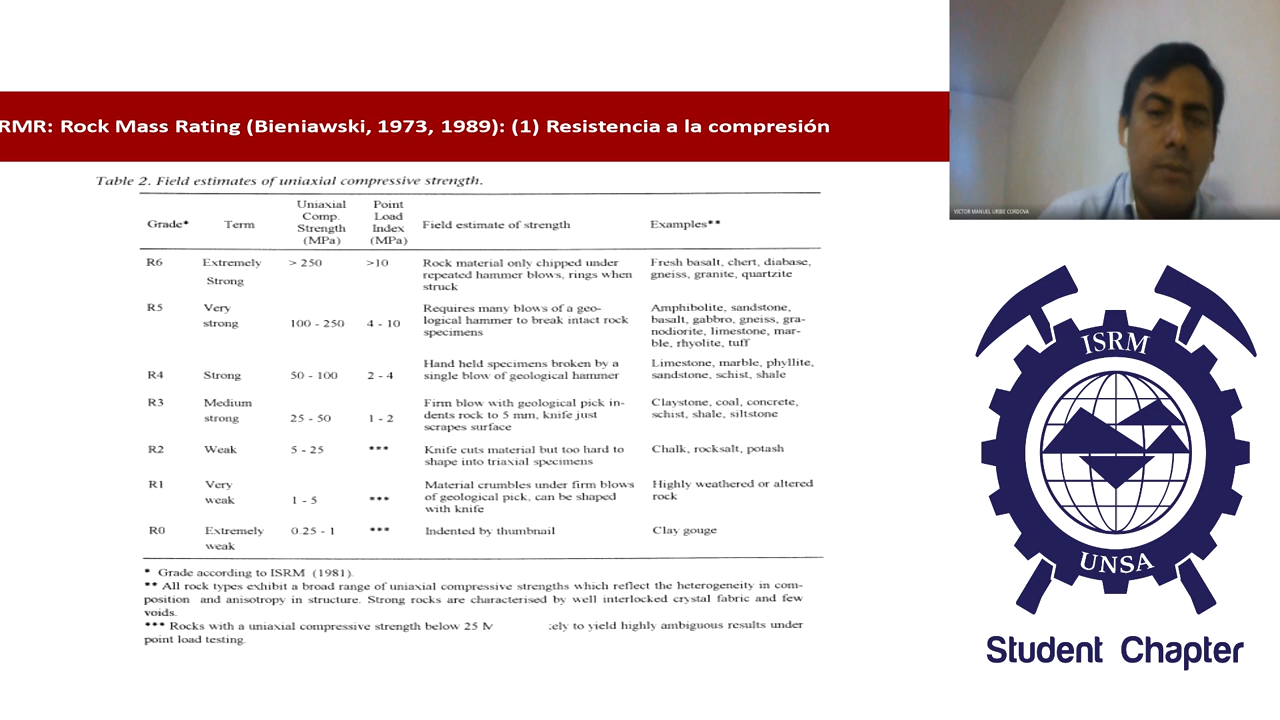 RMR: Rock Mass Rating (Bieniawski, 1973, 1989): (1) Resistencia a la compresión
VICTOR MANUEL URIBE CORDOVA
Table 2. Field estimates of uniaxial compressive strength.
Grade* Term Uniaxial Comp. Strength (MPa) Point Load Index (MPa) Field estimate of strength Examples**
R6 Extremely Strong > 250 >10 Rock material only chipped under repeated hammer blows, rings when struck Fresh basalt, chert, diabase, gneiss, granite, quartzite
R5 Very strong 100 - 250 4 - 10 Requires many blows of a geo-logical hammer to break intact rock specimens Amphibolite, sandstone, basalt, gabbro, gneiss, gra-nodiorite, limestone, mar-ble, rhyolite, tuff
R4 Strong 50 - 100 2 - 4 Hand held specimens broken by a single blow of geological hammer Limestone, marble, phyllite, sandstone, schist, shale
R3 Medium strong 25 - 50 1 - 2 Firm blow with geological pick in-dents rock to 5 mm, knife just scrapes surface Claystone, coal, concrete, schist, shale, siltstone
R2 Weak 5 - 25 *** Knife cuts material but too hard to shape into triaxial specimens Chalk, rocksalt, potash
R1 Very weak 1 - 5 *** Material crumbles under firm blows of geological pick, can be shaped with knife Highly weathered or altered rock
R0 Extremely weak 0.25 - 1 *** Indented by thumbnail Clay gouge
* Grade according to ISRM (1981).
** All rock types exhibit a broad range of uniaxial compressive strengths which reflect the heterogeneity in com-
position and anisotropy in structure. Strong rocks are characterised by well interlocked crystal fabric and few
voids.
*** Rocks with a uniaxial compressive strength below 25 to yield highly ambiguous results under
point load testing.
ISRM
UNSA
Student Chapter